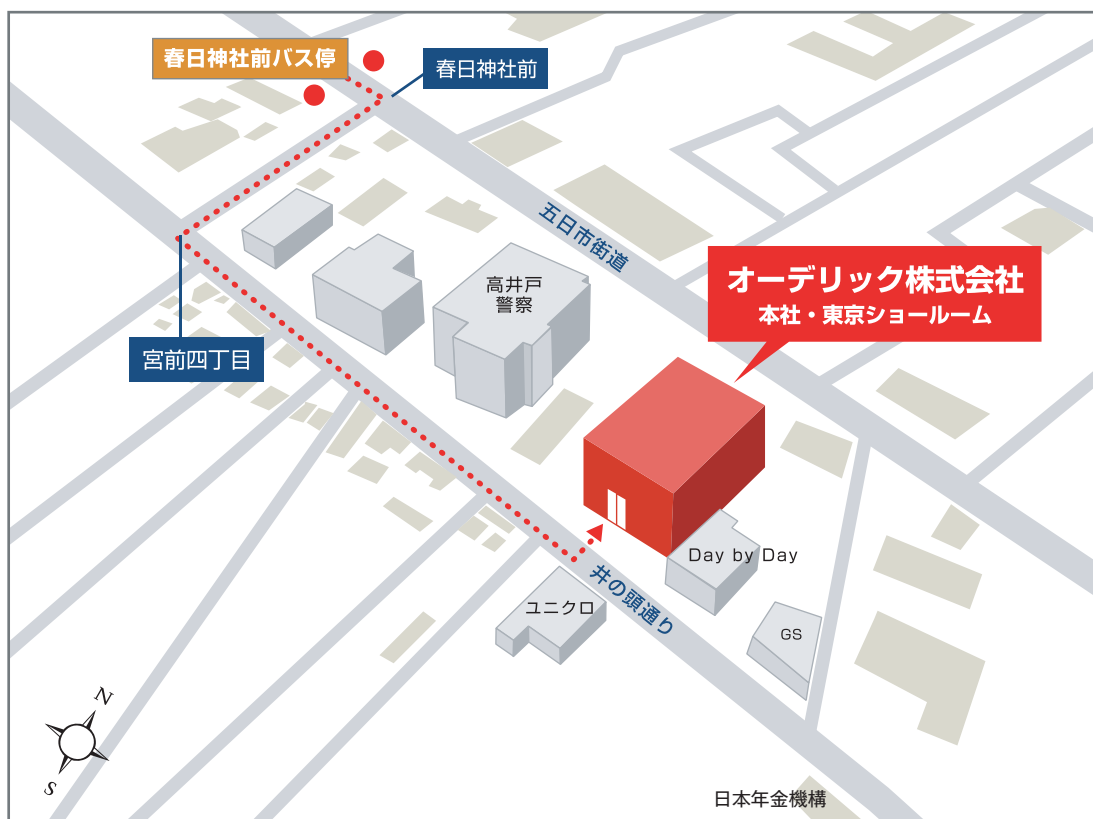 春日神社前バス停
春日神社前
五日市街道
オーデリック株式会社
本社・東京ショールーム
高井戸
警察
宮前四丁目
Day by Day
井の頭通り
ユニクロ
GS
N
S
日本年金機構